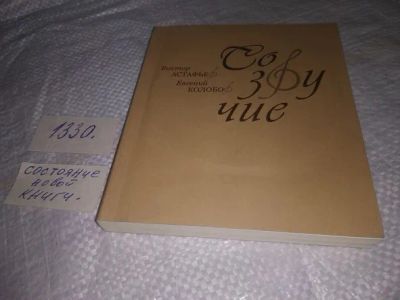 Виктор
АСТАФЬЕВ
Евгений
КОЛОБОВ
Со
зву
чие
1330.
СОСТОЯНИЕ
НОВОЙ
КНИГИ.